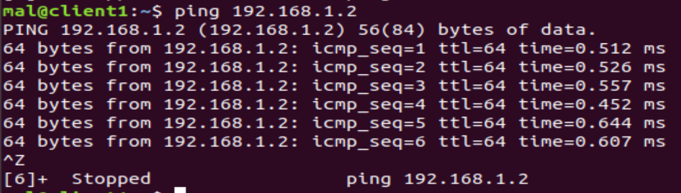 mal@client1:~$ ping 192.168.1.2
PING 192.168.1.2 (192.168.1.2) 56(84) bytes of data.
64 bytes from 192.168.1.2: icmp_seq=1 ttl=64 time=0.512 ms
64 bytes from 192.168.1.2: icmp_seq=2 ttl=64 time=0.526 ms
64 bytes from 192.168.1.2: icmp_seq=3 ttl=64 time=0.557 ms
64 bytes from 192.168.1.2: icmp_seq=4 ttl=64 time=0.452 ms
64 bytes from 192.168.1.2: icmp_seq=5 ttl=64 time=0.644 ms
64 bytes from 192.168.1.2: icmp_seq=6 ttl=64 time=0.607 ms
^Z
[6]+  Stopped                 ping 192.168.1.2